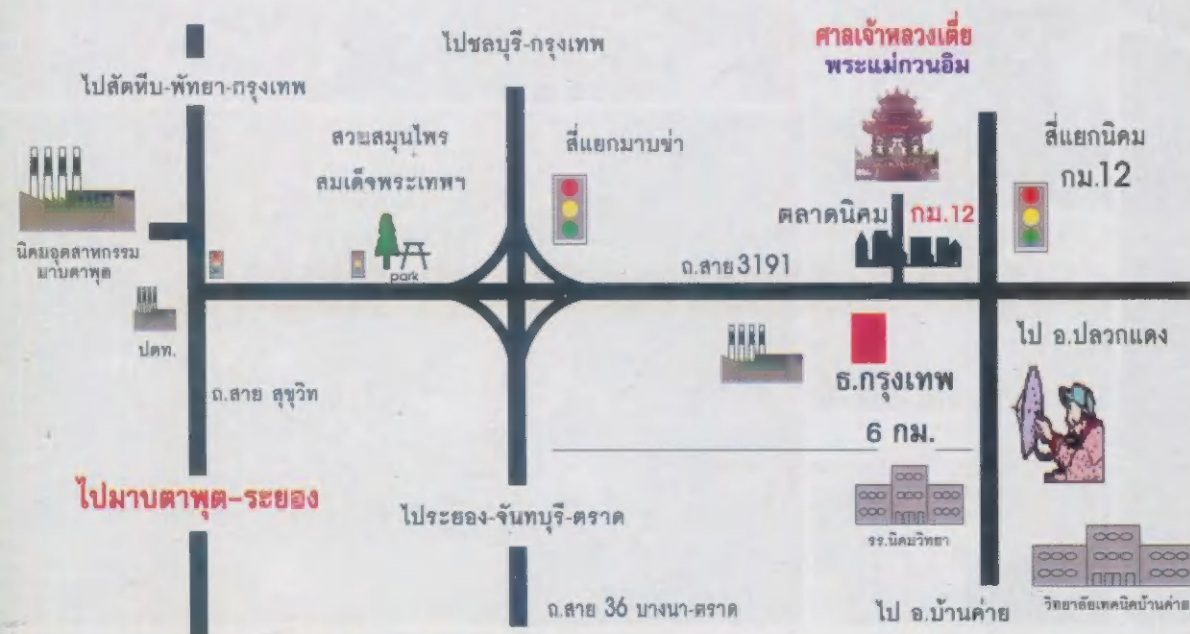 ไปสัตหีบ-พัทยา-กรุงเทพ
ไปชลบุรี-กรุงเทพ
ศาลเจ้าหลวงเตี่ย
พระแม่กวนอิม
สวนสมุนไพร
สมเด็จพระเทพฯ
สี่แยกมาบข่า
สี่แยกนิคม
กม.12
ตลาดนิคม กม.12
นิคมอุตสาหกรรม
มาบตาพุต
park
ถ.สาย3191
ปตท.
ไป อ.ปลวกแดง
ธ.กรุงเทพ
ถ.สาย สุขุวิท
6 กม.
ไปมาบตาพุต-ระยอง
ไประยอง-จันทบุรี-ตราด
รร.นิคมวิทยา
ถ.สาย 36 บางนา-ตราด
ไป อ.บ้านค่าย
วิทยาลัยเทคนิคบ้านค่าย